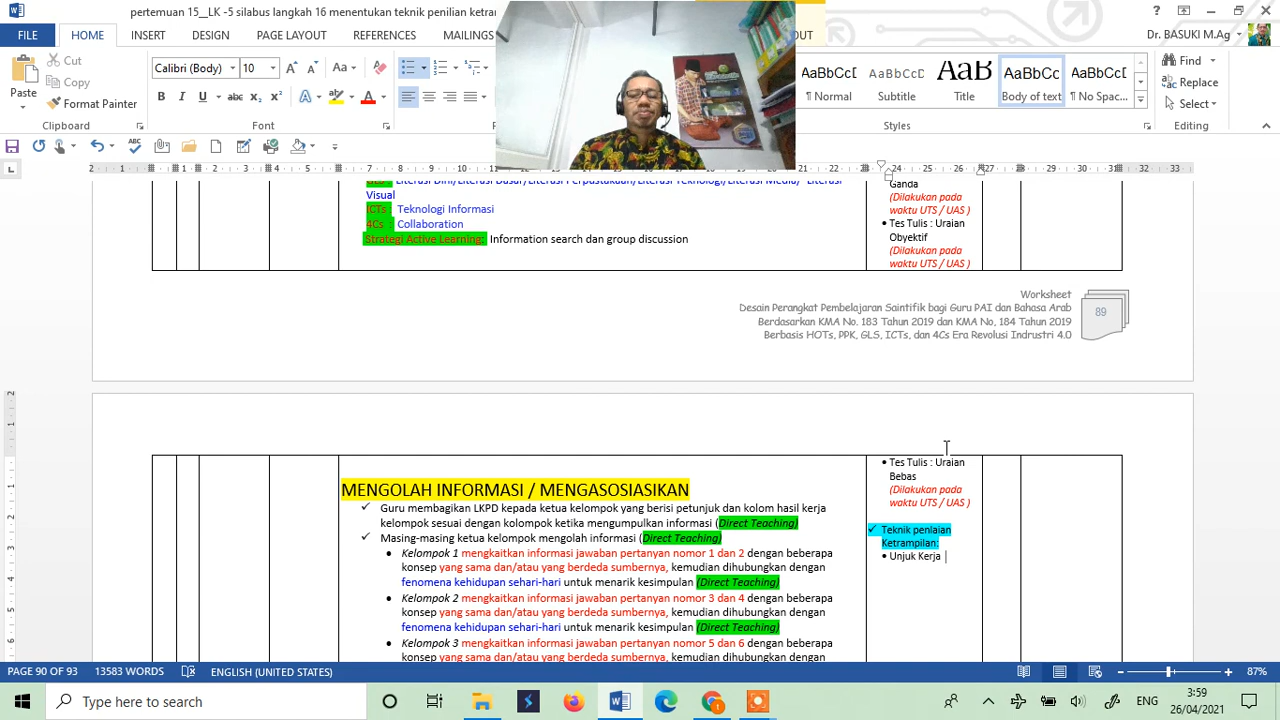 pertemuan 15__LK -5 silabus langkah 16 menentukan teknik penilian ketra
Dr. BASUKI M.Ag
FILE
HOME
INSERT
DESIGN
PAGE LAYOUT
REFERENCES
MAILINGS
OUT
Cut
Copy
Paste
Format Painter
Clipboard
Calibri (Body)
10
Font
Normal
Subtitle
Title
Body of text
¶ No Spac...
Styles
Find
Replace
Select
Editing
Visual
ICTs : Teknologi Informasi
4Cs : Collaboration
Strategi Active Learning: Information search dan group discussion
Ganda
(Dilakukan pada
waktu UTS / UAS )
• Tes Tulis : Uraian
Obyektif
(Dilakukan pada
waktu UTS / UAS )
Worksheet
Desain Perangkat Pembelajaran Saintifik bagi Guru PAI dan Bahasa Arab
Berdasarkan KMA No. 183 Tahun 2019 dan KMA No, 184 Tahun 2019
Berbasis HOTs, PPK, GLS, ICTs, dan 4Cs Era Revolusi Indrustri 4.0
89
MENGOLAH INFORMASI / MENGASOSIASIKAN
✓ Guru membagikan LKPD kepada ketua kelompok yang berisi petunjuk dan kolom hasil kerja
kelompok sesuai dengan kolompok ketika mengumpulkan informasi (Direct Teaching)
✓ Masing-masing ketua kelompok mengolah informasi (Direct Teaching)
• Kelompok 1 mengkaitkan informasi jawaban pertanyan nomor 1 dan 2 dengan beberapa
konsep yang sama dan/atau yang berdeda sumbernya, kemudian dihubungkan dengan
fenomena kehidupan sehari-hari untuk menarik kesimpulan (Direct Teaching)
• Kelompok 2 mengkaitkan informasi jawaban pertanyan nomor 3 dan 4 dengan beberapa
konsep yang sama dan/atau yang berdeda sumbernya, kemudian dihubungkan dengan
fenomena kehidupan sehari-hari untuk menarik kesimpulan (Direct Teaching)
• Kelompok 3 mengkaitkan informasi jawaban pertanyan nomor 5 dan 6 dengan beberapa
konsep yang sama dan/atau yang berdeda sumbernya, kemudian dihubungkan dengan
• Tes Tulis : Uraian
Bebas
(Dilakukan pada
waktu UTS / UAS )
✓ Teknik penlaian
Ketrampilan:
• Unjuk Kerja
PAGE 90 OF 93
13583 WORDS
ENGLISH (UNITED STATES)
87%
Type here to search
ENG
3:59
26/04/2021